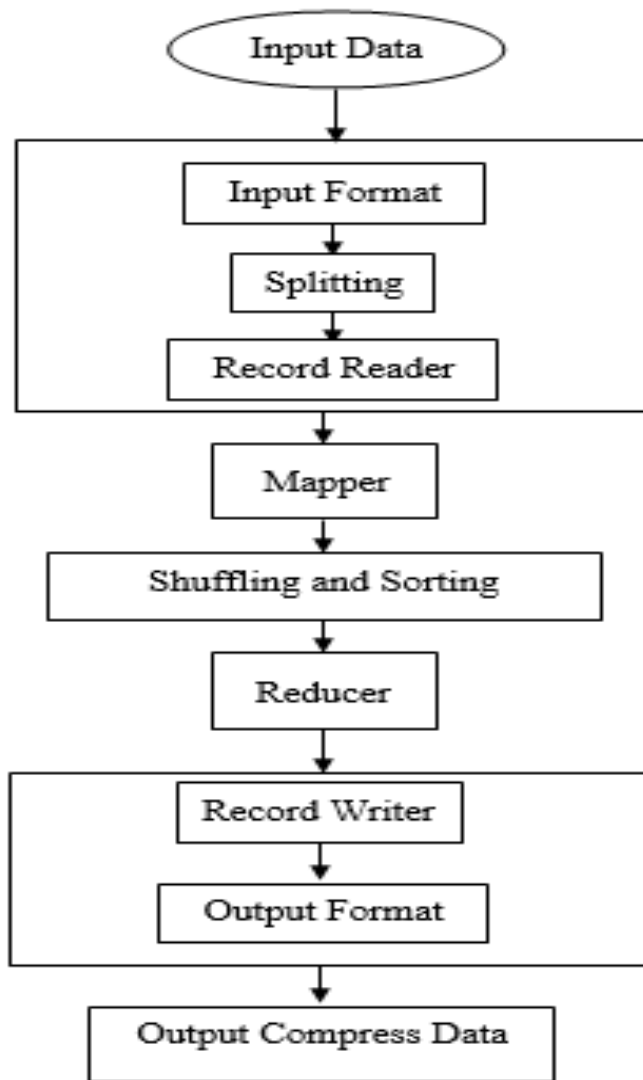 Input Data
Input Format
Splitting
Record Reader
Mapper
Shuffling and Sorting
Reducer
Record Writer
Output Format
Output Compress Data